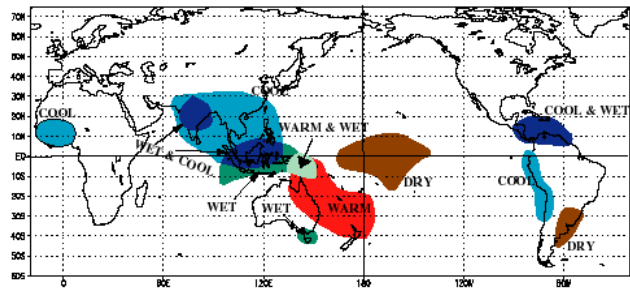 70N
60N
50N
40N
30N
20N
10N
EQ
10S
20S
30S
40S
50S
60S
COOL
COOL
WET & COOL
WARM & WET
WET
WET
WARM
DRY
COOL & WET
COOL
DRY
0
60E
120E
180
120W
60W